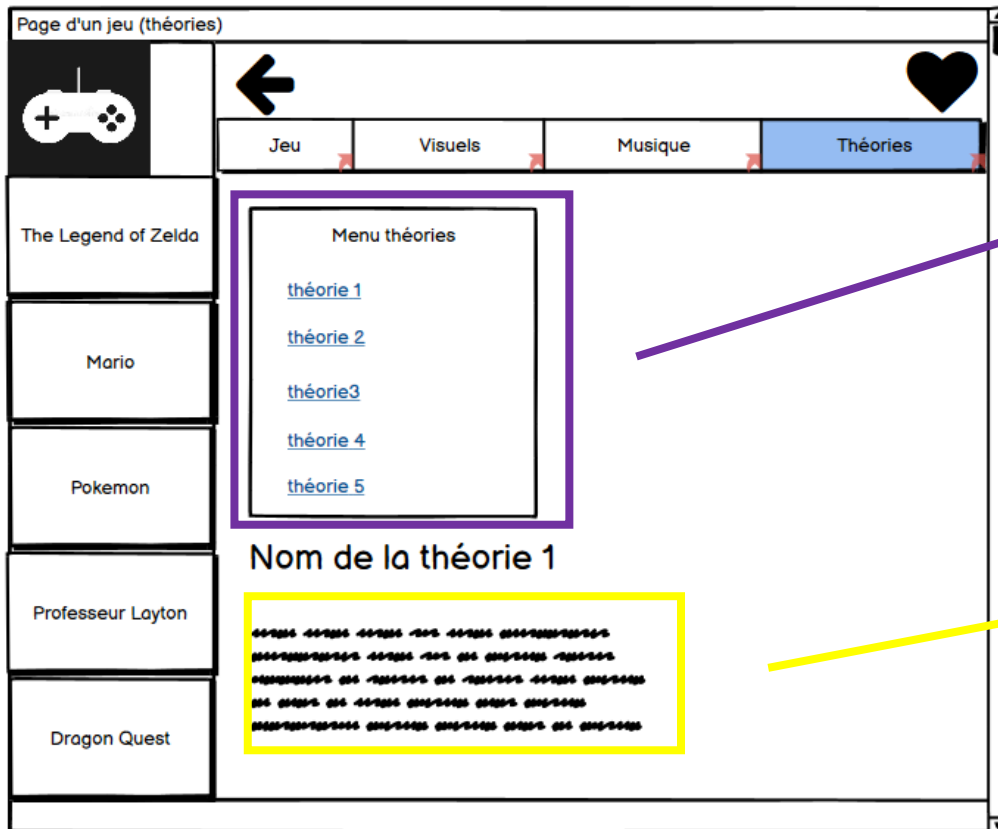 Page d'un jeu (théories)
Jeu
Visuels
Musique
Théories
The Legend of Zelda
Mario
Pokemon
Professeur Layton
Dragon Quest
Menu théories
théorie 1
théorie 2
théorie3
théorie 4
théorie 5
Nom de la théorie 1